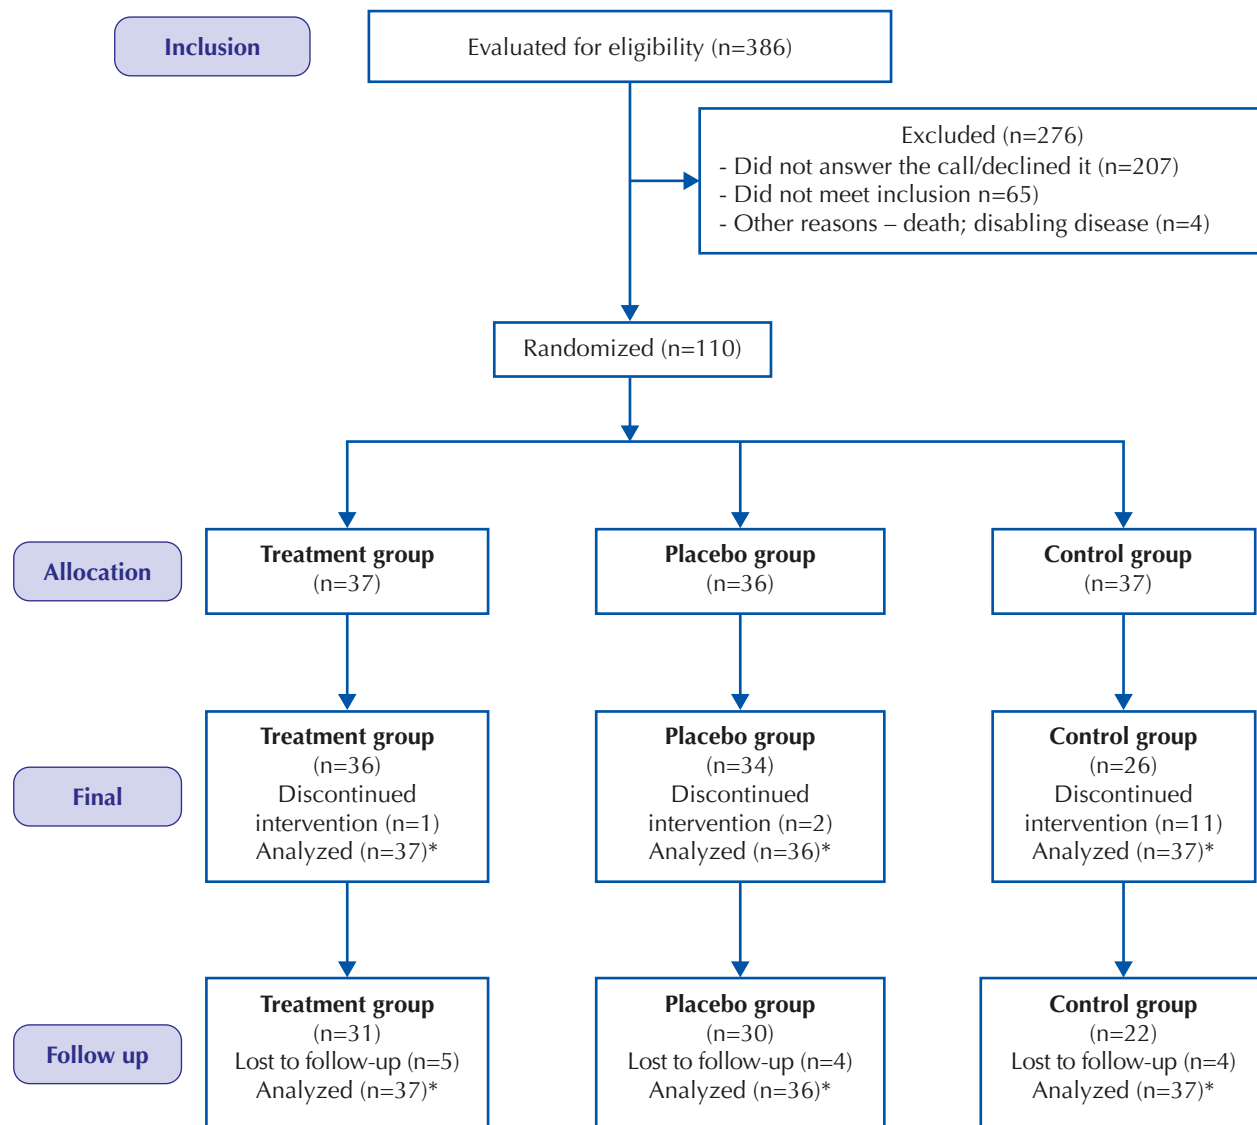 Inclusion
Evaluated for eligibility (n=386)
Excluded (n=276)
- Did not answer the call/declined it (n=207)
- Did not meet inclusion n=65)
- Other reasons – death; disabling disease (n=4)
Randomized (n=110)
Allocation
Treatment group
(n=37)
Placebo group
(n=36)
Control group
(n=37)
Final
Treatment group
(n=36)
Discontinued
intervention (n=1)
Analyzed (n=37)*
Placebo group
(n=34)
Discontinued
intervention (n=2)
Analyzed (n=36)*
Control group
(n=26)
Discontinued
intervention (n=11)
Analyzed (n=37)*
Follow up
Treatment group
(n=31)
Lost to follow-up (n=5)
Analyzed (n=37)*
Placebo group
(n=30)
Lost to follow-up (n=4)
Analyzed (n=36)*
Control group
(n=22)
Lost to follow-up (n=4)
Analyzed (n=37)*